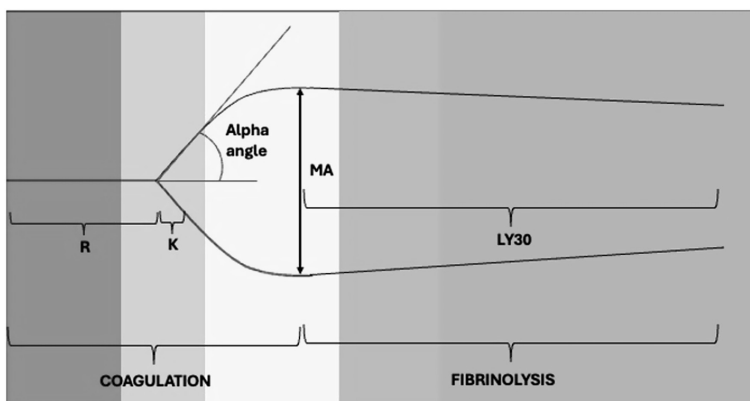 Alpha
angle
MA
R
K
LY30
COAGULATION
FIBRINOLYSIS